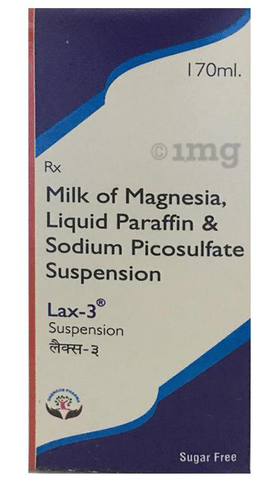 170ml.
©1mg
Rx
Milk of Magnesia,
Liquid Paraffin &
Sodium Picosulfate
Suspension
Lax-3®
Suspension
लैक्स-३
Sugar Free